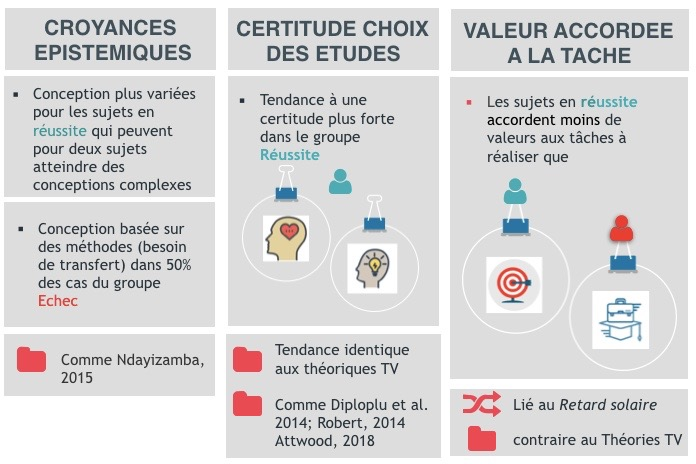 CROYANCES
EPISTEMIQUES
▪ Conception plus variées
pour les sujets en
réussite qui peuvent
pour deux sujets
atteindre des
conceptions complexes
▪ Conception basée sur
des méthodes (besoin
de transfert) dans 50%
des cas du groupe
Echec
Comme Ndayizamba,
2015
CERTITUDE CHOIX
DES ETUDES
▪ Tendance à une
certitude plus forte
dans le groupe
Réussite
Tendance identique
aux théoriques TV
Comme Diploplu et al.
2014; Robert, 2014
Attwood, 2018
VALEUR ACCORDEE
A LA TACHE
▪ Les sujets en réussite
accordent moins de
valeurs aux tâches à
réaliser que
Lié au Retard solaire
contraire au Théories TV